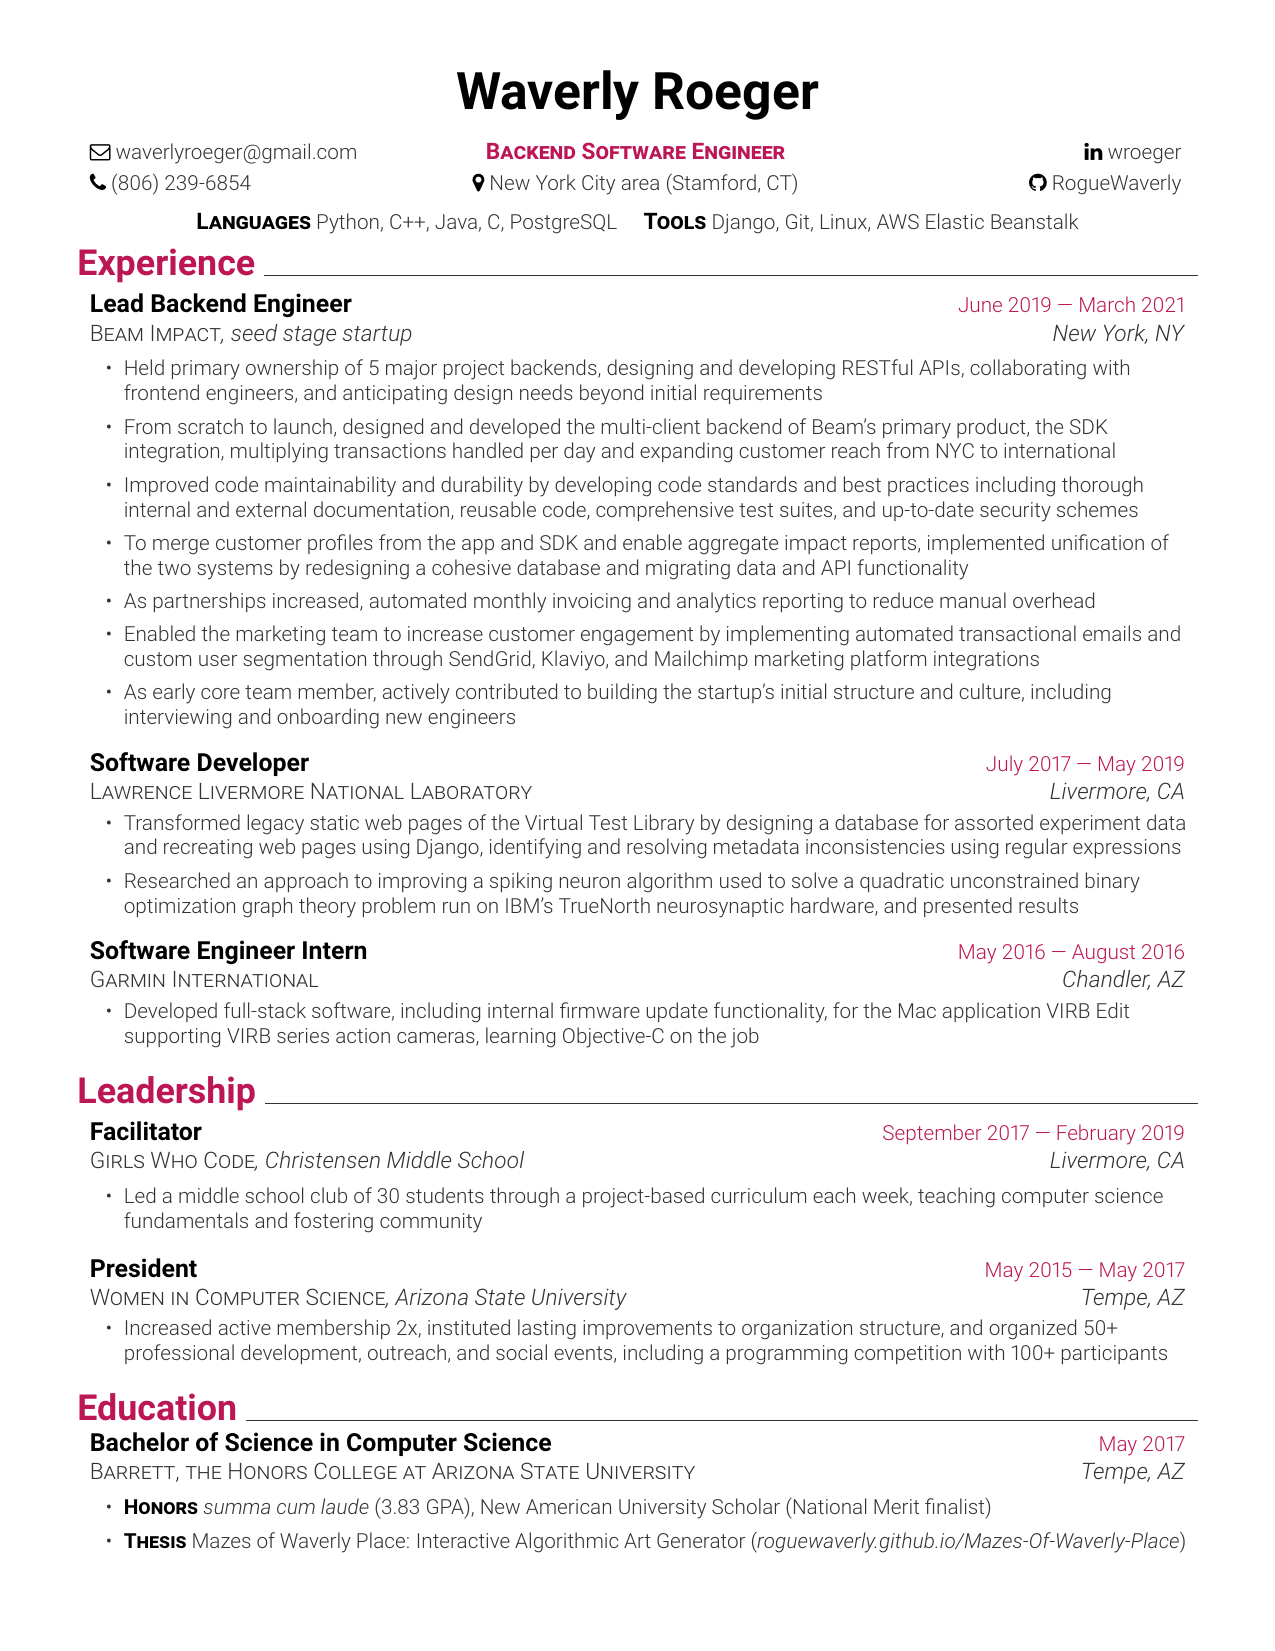 Waverly Roeger
waverlyroeger@gmail.com
BACKEND SOFTWARE ENGINEER
wroeger
(806) 239-6854
New York City area (Stamford, CT)
RogueWaverly
LANGUAGES Python, C++, Java, C, PostgreSQL TOOLS Django, Git, Linux, AWS Elastic Beanstalk
Experience
Lead Backend Engineer
June 2019 — March 2021
BEAM IMPACT, seed stage startup
New York, NY
• Held primary ownership of 5 major project backends, designing and developing RESTful APIs, collaborating with
frontend engineers, and anticipating design needs beyond initial requirements
• From scratch to launch, designed and developed the multi-client backend of Beam’s primary product, the SDK
integration, multiplying transactions handled per day and expanding customer reach from NYC to international
• Improved code maintainability and durability by developing code standards and best practices including thorough
internal and external documentation, reusable code, comprehensive test suites, and up-to-date security schemes
• To merge customer profiles from the app and SDK and enable aggregate impact reports, implemented unification of
the two systems by redesigning a cohesive database and migrating data and API functionality
• As partnerships increased, automated monthly invoicing and analytics reporting to reduce manual overhead
• Enabled the marketing team to increase customer engagement by implementing automated transactional emails and
custom user segmentation through SendGrid, Klaviyo, and Mailchimp marketing platform integrations
• As early core team member, actively contributed to building the startup’s initial structure and culture, including
interviewing and onboarding new engineers
Software Developer
July 2017 — May 2019
LAWRENCE LIVERMORE NATIONAL LABORATORY
Livermore, CA
• Transformed legacy static web pages of the Virtual Test Library by designing a database for assorted experiment data
and recreating web pages using Django, identifying and resolving metadata inconsistencies using regular expressions
• Researched an approach to improving a spiking neuron algorithm used to solve a quadratic unconstrained binary
optimization graph theory problem run on IBM’s TrueNorth neurosynaptic hardware, and presented results
Software Engineer Intern
May 2016 — August 2016
GARMIN INTERNATIONAL
Chandler, AZ
• Developed full-stack software, including internal firmware update functionality, for the Mac application VIRB Edit
supporting VIRB series action cameras, learning Objective-C on the job
Leadership
Facilitator
September 2017 — February 2019
GIRLS WHO CODE, Christensen Middle School
Livermore, CA
• Led a middle school club of 30 students through a project-based curriculum each week, teaching computer science
fundamentals and fostering community
President
May 2015 — May 2017
WOMEN IN COMPUTER SCIENCE, Arizona State University
Tempe, AZ
• Increased active membership 2x, instituted lasting improvements to organization structure, and organized 50+
professional development, outreach, and social events, including a programming competition with 100+ participants
Education
Bachelor of Science in Computer Science
May 2017
BARRETT, THE HONORS COLLEGE AT ARIZONA STATE UNIVERSITY
Tempe, AZ
• HONORS summa cum laude (3.83 GPA), New American University Scholar (National Merit finalist)
• THESIS Mazes of Waverly Place: Interactive Algorithmic Art Generator (roguewaverly.github.io/Mazes-Of-Waverly-Place)